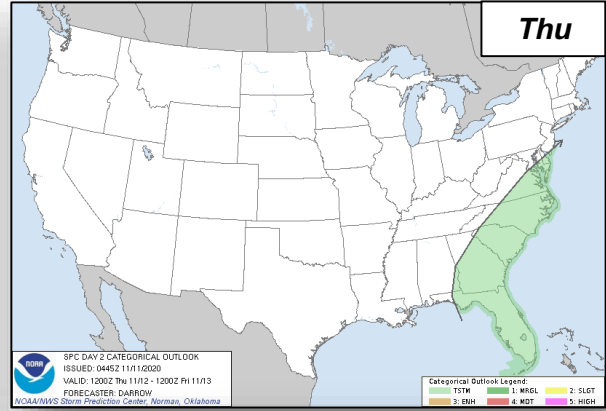 Thu
NOAA
SPC DAY 2 CATEGORICAL OUTLOOK
ISSUED: 0445Z 11/11/2020
VALID: 1200Z Thu 11/12 - 1200Z Fri 11/13
FORECASTER: DARROW
NOAA/NWS Storm Prediction Center, Norman, Oklahoma
Categorical Outlook Legend:
TSTM 1: MRGL 2: SLGT
3: ENH 4: MDT 5: HIGH